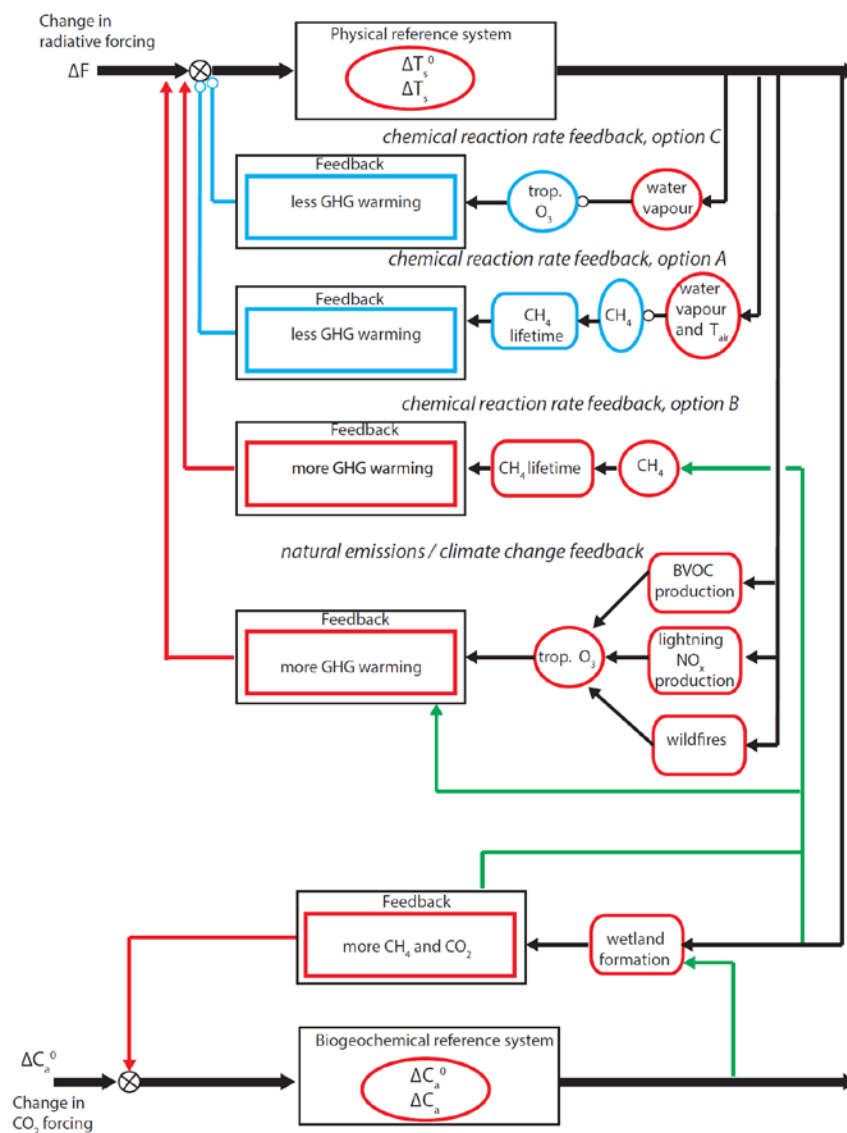 Change in
radiative forcing
ΔF
Physical reference system
ΔTₛ⁰
ΔTₛ
chemical reaction rate feedback, option C
Feedback
less GHG warming
trop.
O₃
water
vapour
chemical reaction rate feedback, option A
Feedback
less GHG warming
CH₄
lifetime
CH₄
water
vapour
and T_air
chemical reaction rate feedback, option B
Feedback
more GHG warming
CH₄ lifetime
CH₄
natural emissions / climate change feedback
BVOC
production
Feedback
more GHG warming
trop. O₃
lightning
NOₓ
production
wildfires
Feedback
more CH₄ and CO₂
wetland
formation
Biogeochemical reference system
ΔCₐ⁰
ΔCₐ⁰
ΔCₐ
Change in
CO₂ forcing